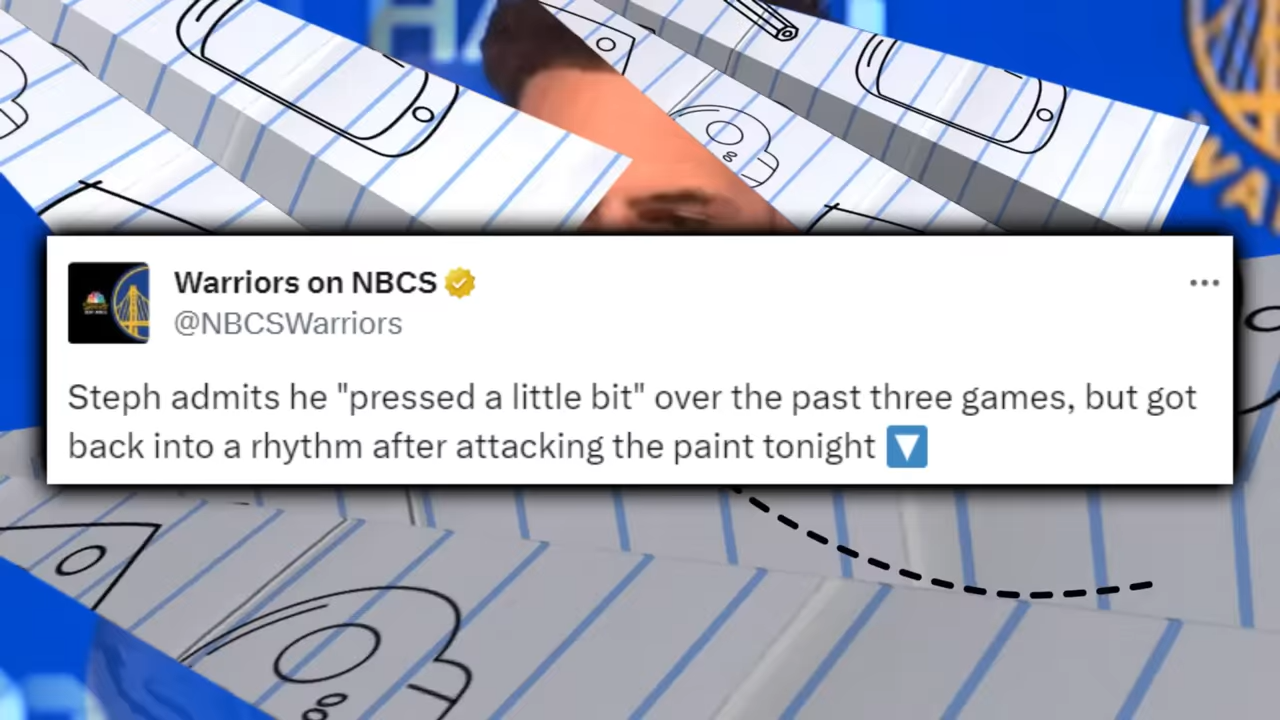 Warriors on NBCS
@NBCSWarriors
Steph admits he "pressed a little bit" over the past three games, but got
back into a rhythm after attacking the paint tonight